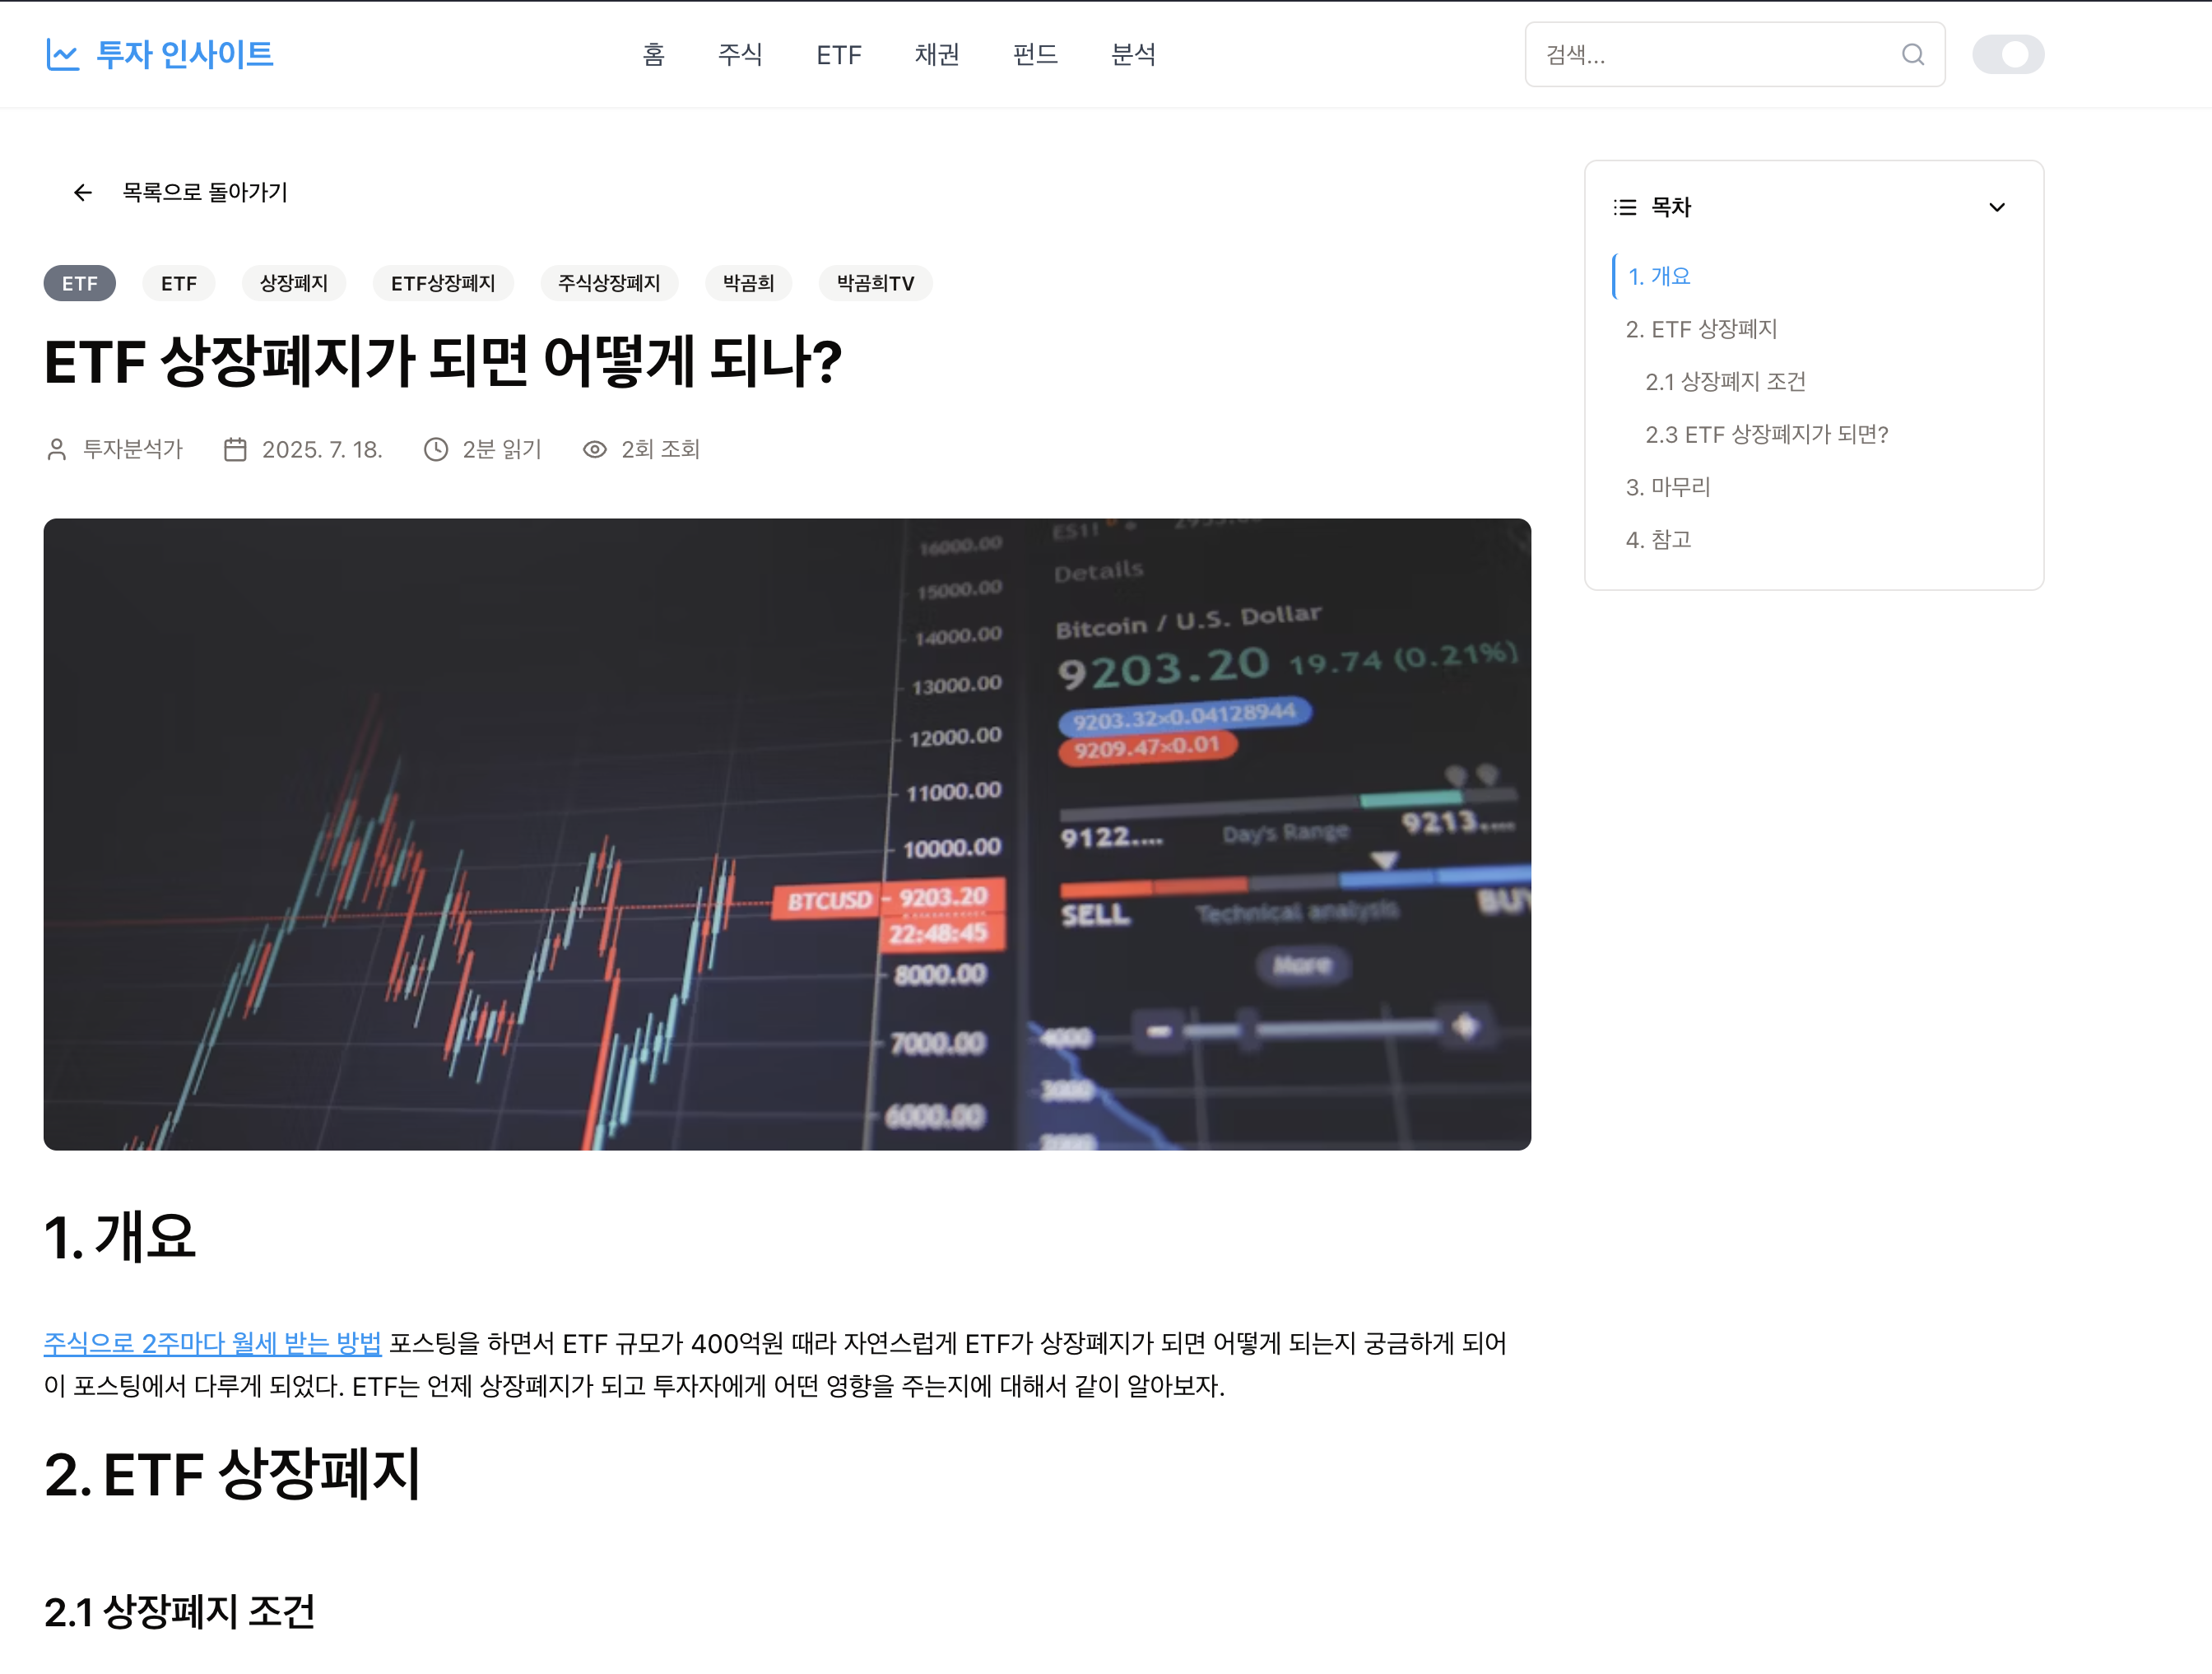 투자 인사이트
홈 주식 ETF 채권 펀드 분석
검색...
목록으로 돌아가기
ETF ETF 상장폐지 ETF상장폐지 주식상장폐지 박곰희 박곰희TV
ETF 상장폐지가 되면 어떻게 되나?
투자분석가 2025. 7. 18. 2분 읽기 2회 조회
16000.00
15000.00
14000.00
13000.00
12000.00
11000.00
10000.00
BTCUSD 9203.20
22:48:45
8000.00
7000.00
6000.00
Details
Bitcoin / U.S. Dollar
9203.20 19.74 (0.21%)
9203.32×0.04128944
9209.47×0.01
9122.... Day's Range 9213....
SELL Technical analysis BUY
More
4000
3000
2000
1. 개요
주식으로 2주마다 월세 받는 방법 포스팅을 하면서 ETF 규모가 400억원 때라 자연스럽게 ETF가 상장폐지가 되면 어떻게 되는지 궁금하게 되어
이 포스팅에서 다루게 되었다. ETF는 언제 상장폐지가 되고 투자자에게 어떤 영향을 주는지에 대해서 같이 알아보자.
2. ETF 상장폐지
2.1 상장폐지 조건
목차
1. 개요
2. ETF 상장폐지
2.1 상장폐지 조건
2.3 ETF 상장폐지가 되면?
3. 마무리
4. 참고